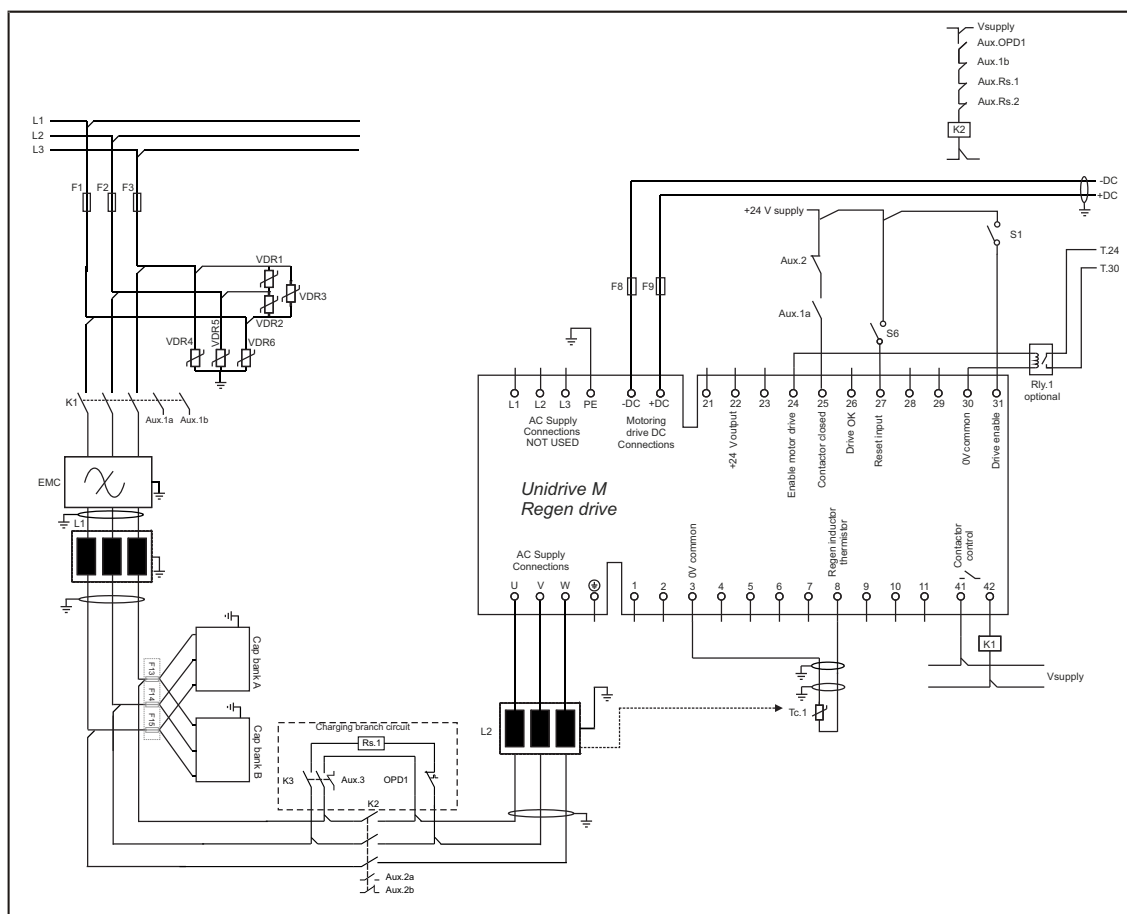 Vsupply
Aux.OPD1
Aux.1b
Aux.Rs.1
Aux.Rs.2
K2
L1
L2
L3
F1 F2 F3
-DC
+DC
+24 V supply
S1
T.24
T.30
VDR1
VDR3
VDR2
VDR4
VDR5
VDR6
Aux.2
F8 F9
Aux.1a
S6
Rly.1
optional
K1
Aux.1a
Aux.1b
L1 L2 L3 PE -DC +DC
AC Supply
Connections
NOT USED
Motoring
drive DC
Connections
21 22 23 24 25 26 27 28 29 30 31
+24 V output
Enable motor drive
Contactor closed
Drive OK
Reset input
0V common
Drive enable
EMC
L1
Unidrive M
Regen drive
AC Supply
Connections
U V W
0V common
Regen inductor
thermistor
Contactor
control
1 2 3 4 5 6 7 8 9 10 11 41 42
K1
Vsupply
Tc.1
L2
F13
F14
F15
Cap bank A
Cap bank B
Charging branch circuit
Rs.1
K3
Aux.3
OPD1
K2
Aux.2a
Aux.2b